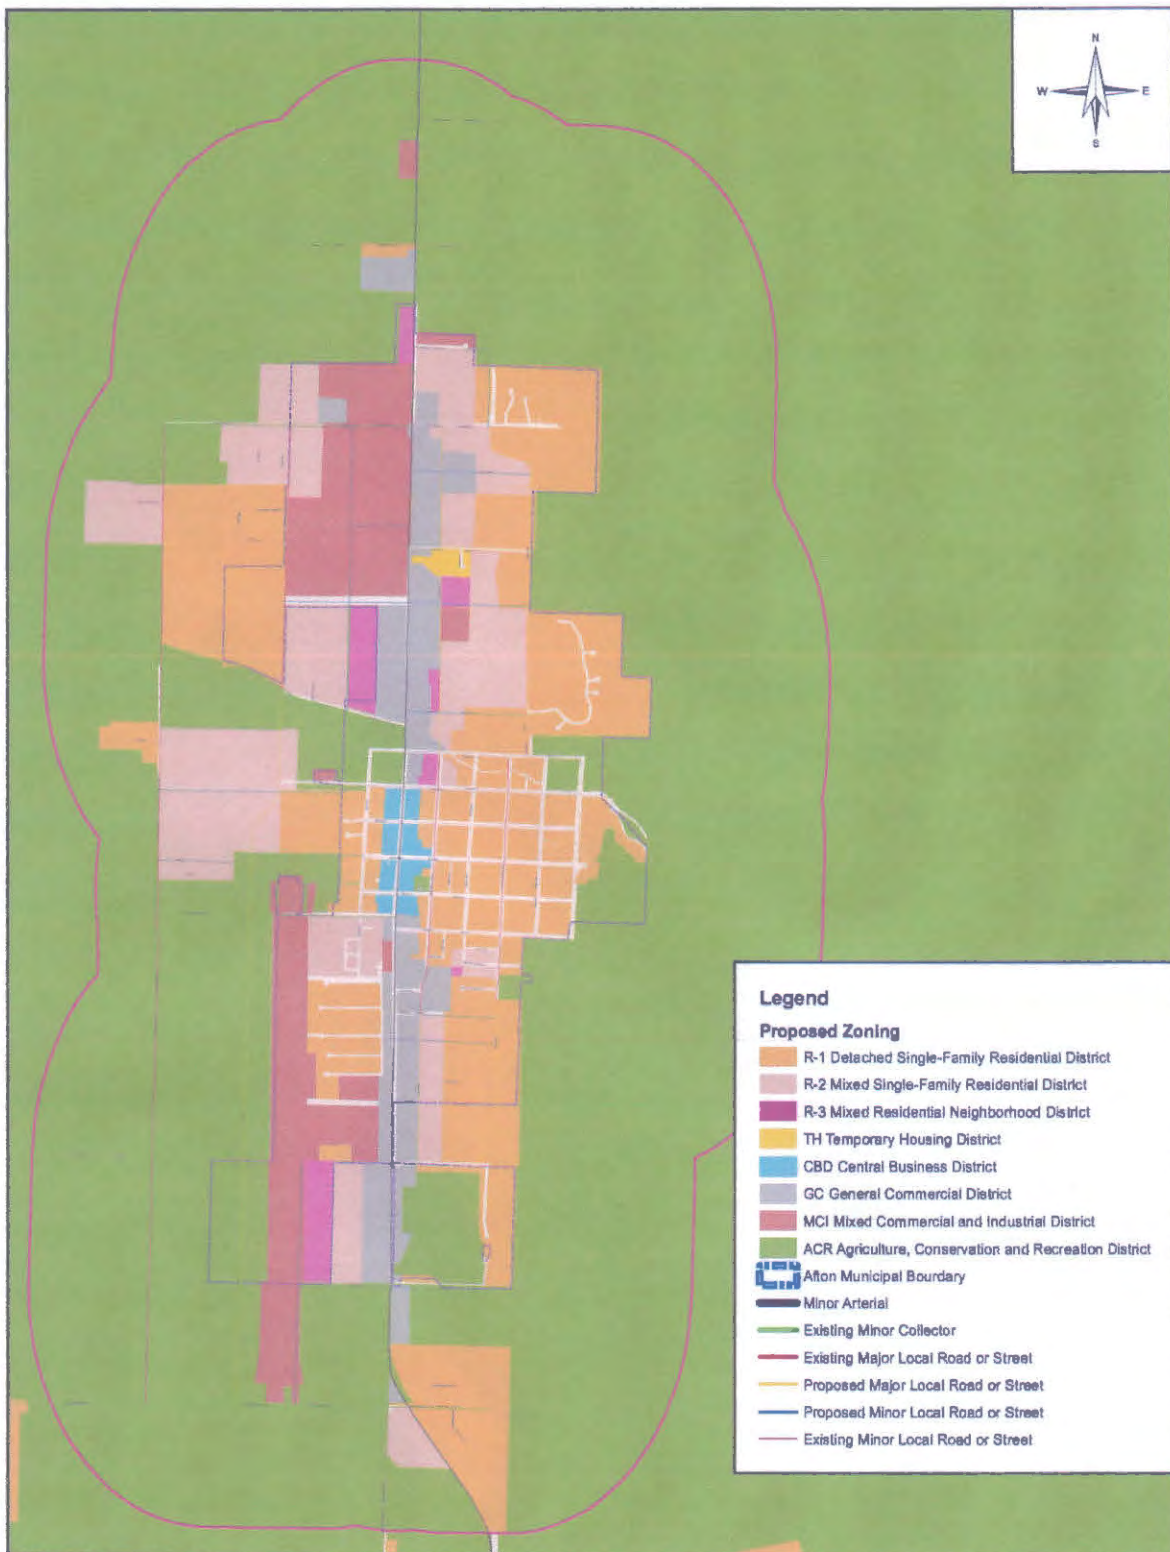 N
W E
S
Legend
Proposed Zoning
R-1 Detached Single-Family Residential District
R-2 Mixed Single-Family Residential District
R-3 Mixed Residential Neighborhood District
TH Temporary Housing District
CBD Central Business District
GC General Commercial District
MCI Mixed Commercial and Industrial District
ACR Agriculture, Conservation and Recreation District
Afton Municipal Boundary
Minor Arterial
Existing Minor Collector
Existing Major Local Road or Street
Proposed Major Local Road or Street
Proposed Minor Local Road or Street
Existing Minor Local Road or Street